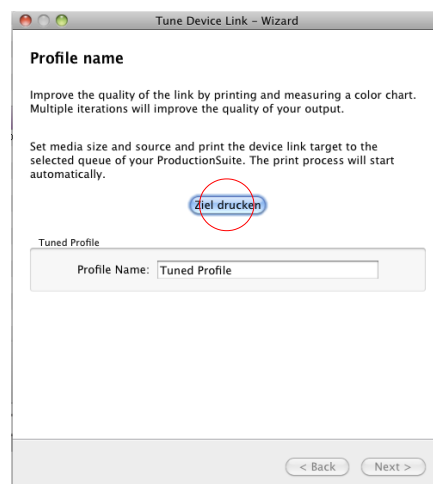 Tune Device Link – Wizard
Profile name
Improve the quality of the link by printing and measuring a color chart.
Multiple iterations will improve the quality of your output.
Set media size and source and print the device link target to the
selected queue of your ProductionSuite. The print process will start
automatically.
Ziel drucken
Tuned Profile
Profile Name: Tuned Profile
< Back Next >